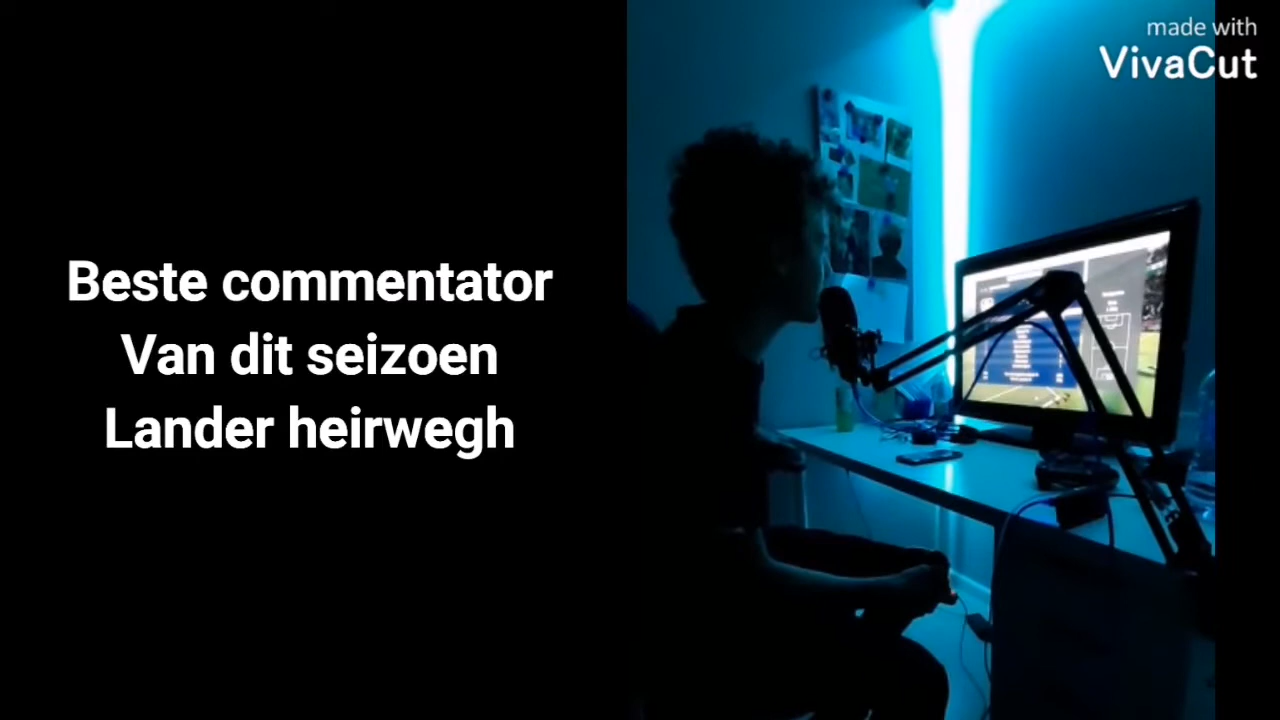 made with
VivaCut
Beste commentator
Van dit seizoen
Lander heirwegh